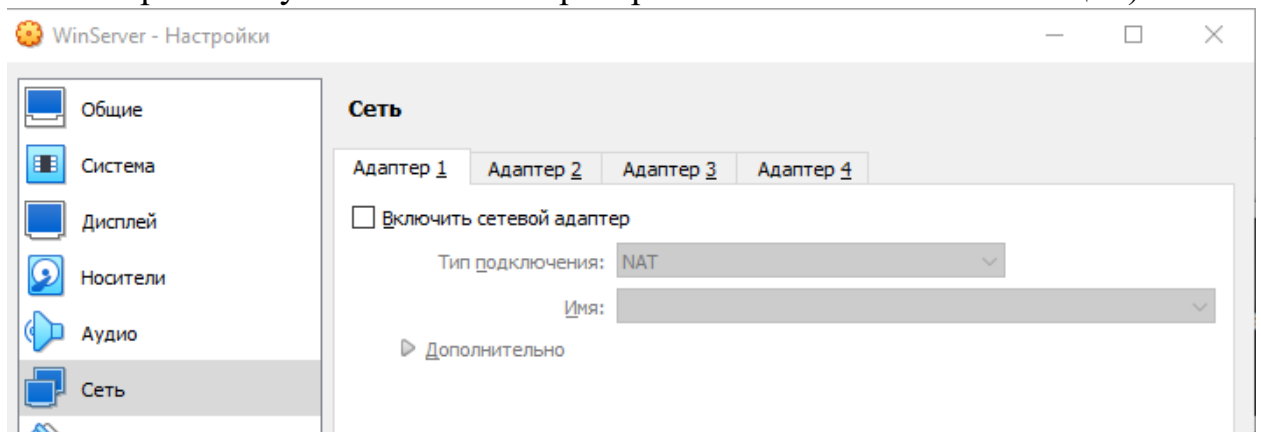 WinServer - Настройки
Общие
Система
Дисплей
Носители
Аудио
Сеть
Сеть
Адаптер 1 Адаптер 2 Адаптер 3 Адаптер 4
Включить сетевой адаптер
Тип подключения: NAT
Имя:
Дополнительно